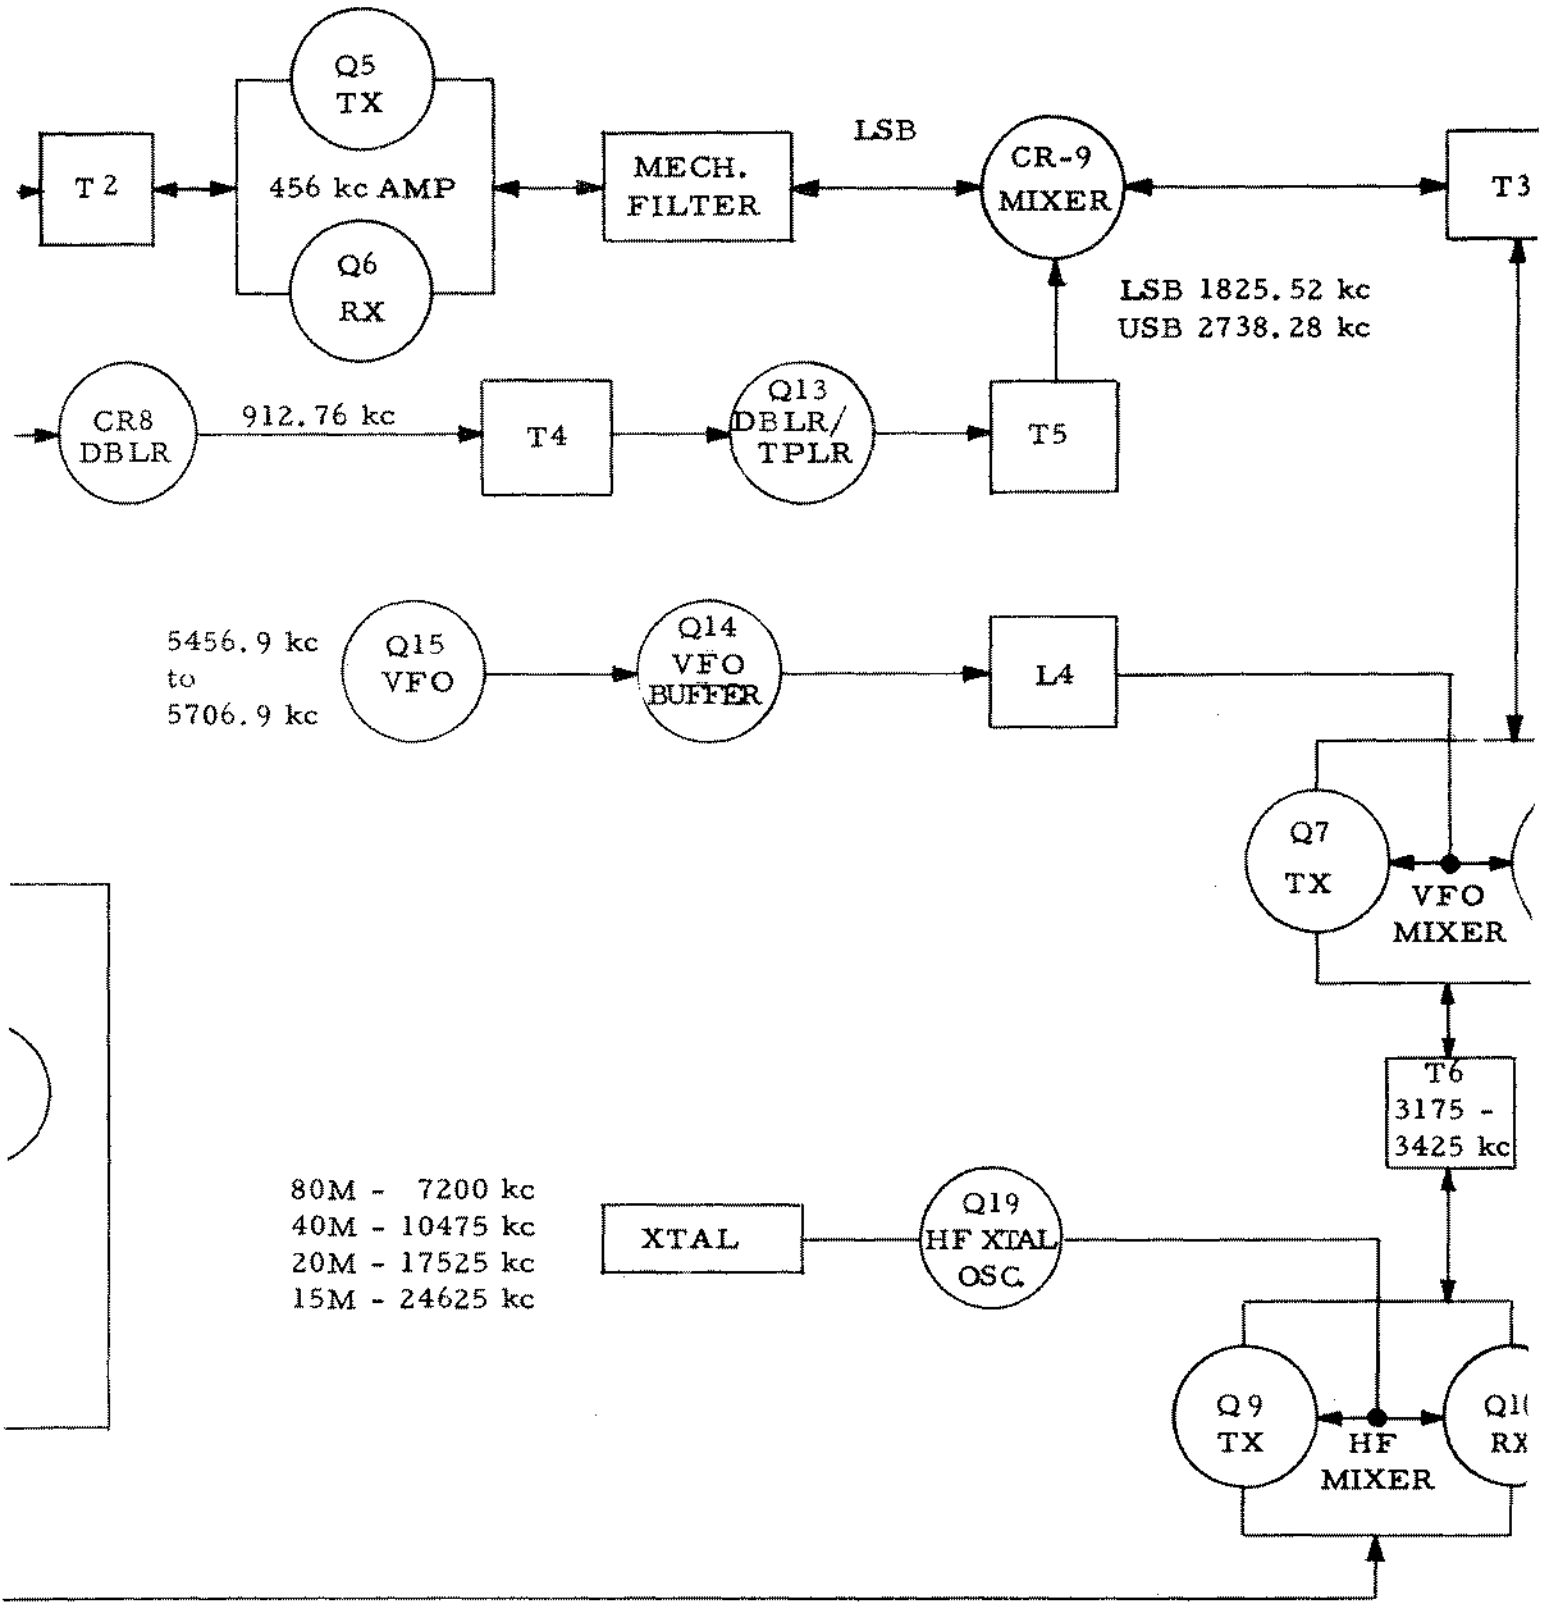 Q5
TX
T 2
456 kc AMP
Q6
RX
MECH.
FILTER
LSB
CR-9
MIXER
T3
LSB 1825.52 kc
USB 2738.28 kc
CR8
DBLR
912.76 kc
T4
Q13
DBLR/
TPLR
T5
5456.9 kc
to
5706.9 kc
Q15
VFO
Q14
VFO
BUFFER
L4
Q7
TX
VFO
MIXER
T6
3175 -
3425 kc
80M - 7200 kc
40M - 10475 kc
20M - 17525 kc
15M - 24625 kc
XTAL
Q19
HF XTAL
OSC.
Q9
TX
HF
MIXER
RX